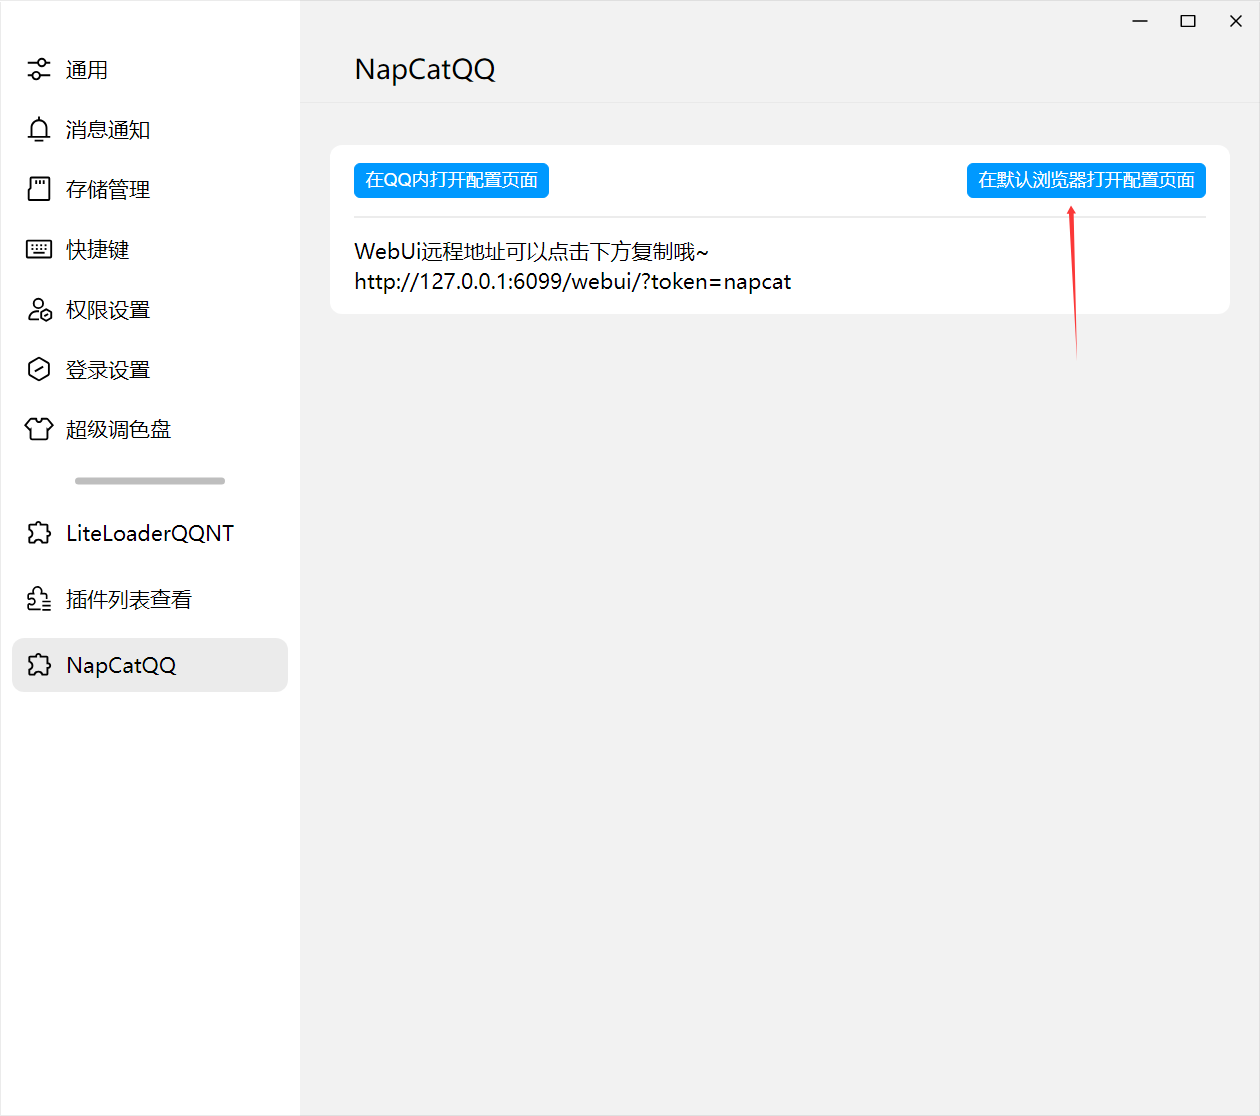 通用
消息通知
存储管理
快捷键
权限设置
登录设置
超级调色盘
LiteLoaderQQNT
插件列表查看
NapCatQQ
NapCatQQ
在QQ内打开配置页面
在默认浏览器打开配置页面
WebUi远程地址可以点击下方复制哦~
http://127.0.0.1:6099/webui/?token=napcat